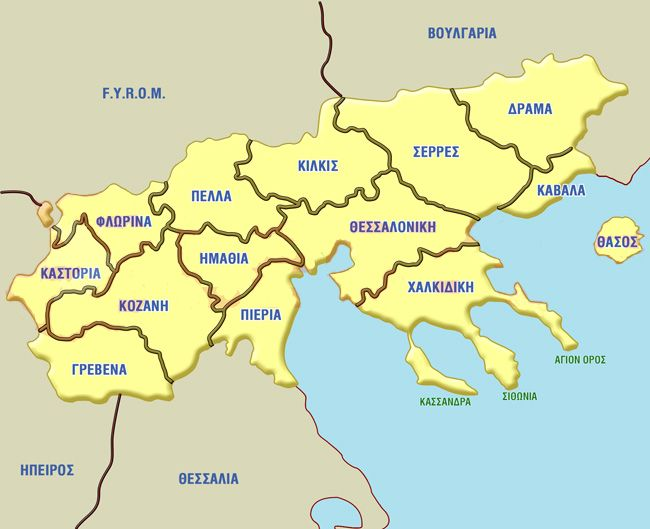 ΒΟΥΛΓΑΡΙΑ
F.Y.R.O.M.
ΔΡΑΜΑ
ΣΕΡΡΕΣ
ΚΙΛΚΙΣ
ΚΑΒΑΛΑ
ΠΕΛΛΑ
ΦΛΩΡΙΝΑ
ΘΕΣΣΑΛΟΝΙΚΗ
ΘΑΣΟΣ
ΗΜΑΘΙΑ
ΚΑΣΤΟΡΙΑ
ΧΑΛΚΙΔΙΚΗ
ΚΟΖΑΝΗ
ΠΙΕΡΙΑ
ΑΓΙΟΝ ΟΡΟΣ
ΓΡΕΒΕΝΑ
ΣΙΘΩΝΙΑ
ΚΑΣΣΑΝΔΡΑ
ΗΠΕΙΡΟΣ
ΘΕΣΣΑΛΙΑ